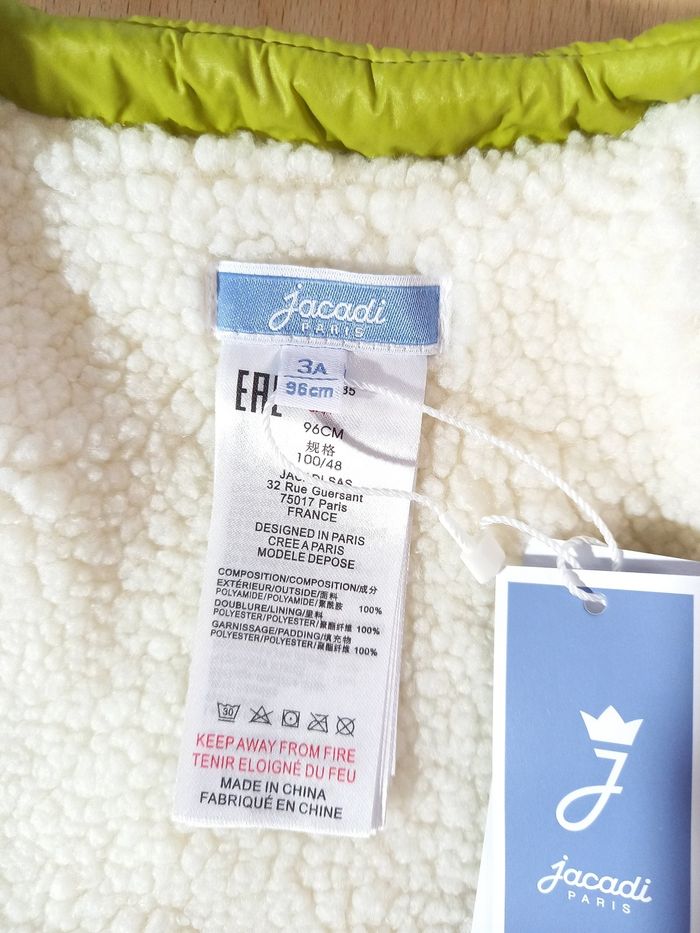 jacadi
PARIS
3A
96cm
85
EAC
96CM
规格
100/48
JACADI SAS
32 Rue Guersant
75017 Paris
FRANCE
DESIGNED IN PARIS
CREE A PARIS
MODELE DEPOSE
COMPOSITION/COMPOSITION/成分
EXTÉRIEUR/OUTSIDE/面料
POLYAMIDE/POLYAMIDE/聚酰胺 100%
DOUBLURE/LINING/里料
POLYESTER/POLYESTER/聚酯纤维 100%
GARNISSAGE/PADDING/填充物
POLYESTER/POLYESTER/聚酯纤维 100%
30
KEEP AWAY FROM FIRE
TENIR ELOIGNÉ DU FEU
MADE IN CHINA
FABRIQUÉ EN CHINE
J
jacadi
PARIS